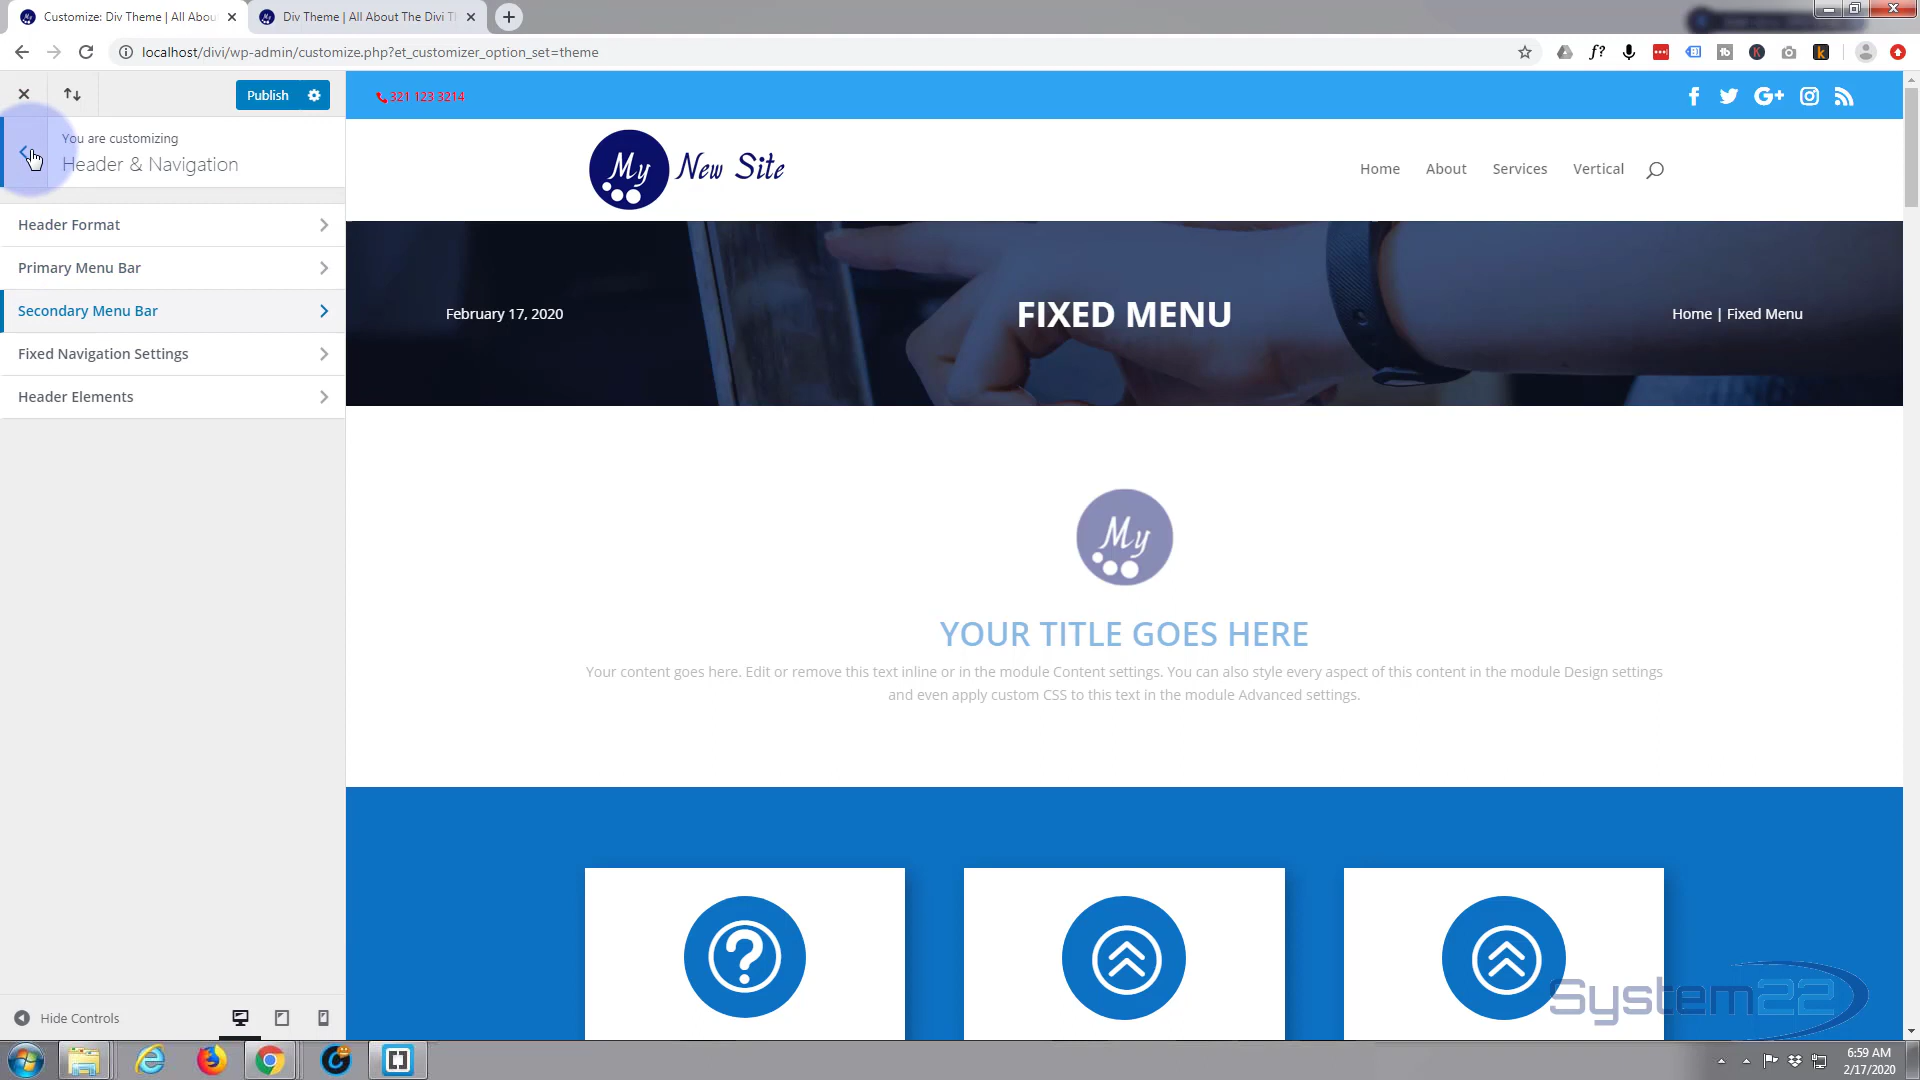 Customize: Div Theme | All Abou
Div Theme | All About The Divi T
localhost/divi/wp-admin/customize.php?et_customizer_option_set=theme
f?
Publish
You are customizing
Header & Navigation
Header Format
Primary Menu Bar
Secondary Menu Bar
Fixed Navigation Settings
Header Elements
Hide Controls
321 123 3214
My New Site
Home
About
Services
Vertical
February 17, 2020
FIXED MENU
Home | Fixed Menu
My
YOUR TITLE GOES HERE
Your content goes here. Edit or remove this text inline or in the module Content settings. You can also style every aspect of this content in the module Design settings
and even apply custom CSS to this text in the module Advanced settings.
System22
6:59 AM
2/17/2020